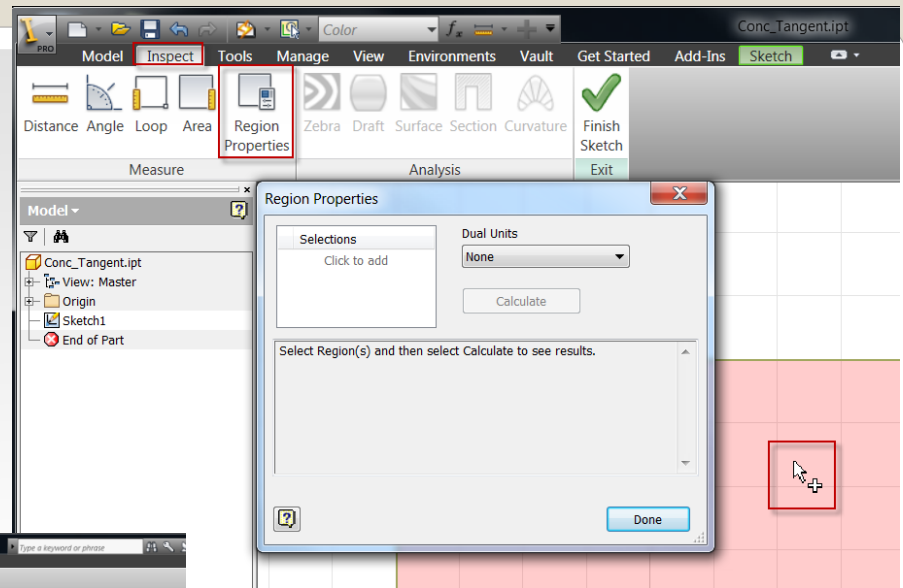 Color
Conc_Tangent.ipt
PRO
Model Inspect Tools Manage View Environments Vault Get Started Add-Ins Sketch
Distance Angle Loop Area Region Properties Zebra Draft Surface Section Curvature Finish Sketch
Measure Analysis Exit
Model
Conc_Tangent.ipt
View: Master
Origin
Sketch1
End of Part
Region Properties
Selections
Click to add
Dual Units
None
Calculate
Select Region(s) and then select Calculate to see results.
Done
Type a keyword or phrase